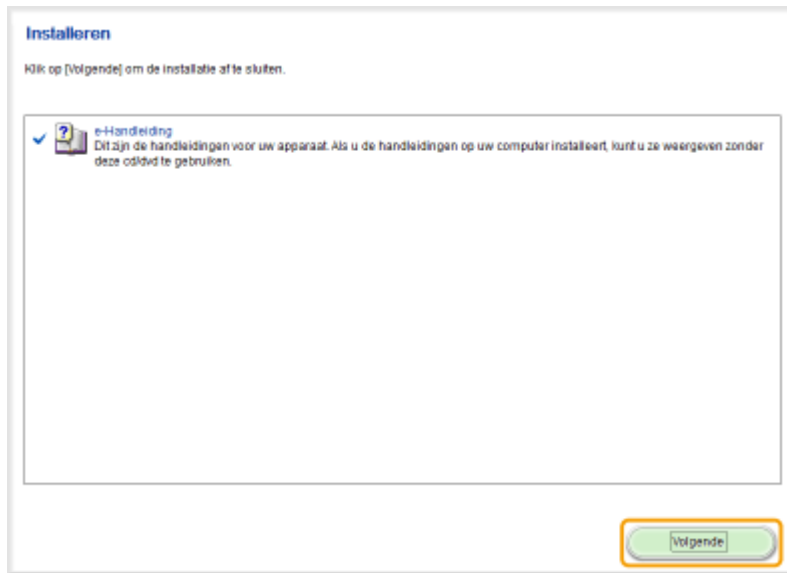 Installeren
Klik op [Volgende] om de installatie af te sluiten.
e-Handleiding
Dit zijn de handleidingen voor uw apparaat. Als u de handleidingen op uw computer installeert, kunt u ze weergeven zonder
deze cd/dvd te gebruiken.
Volgende